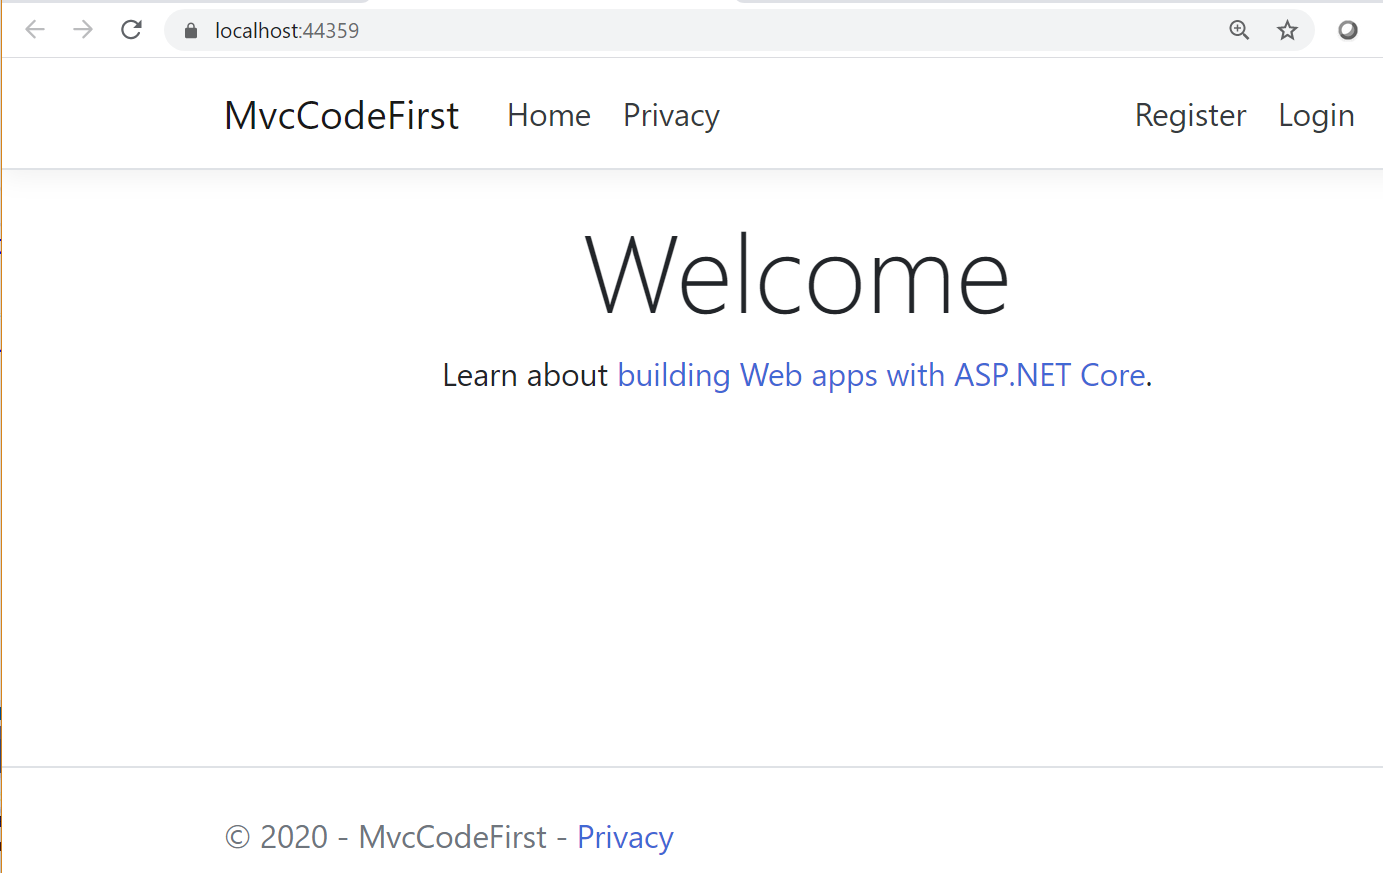 localhost:44359
MvcCodeFirst Home Privacy Register Login
Welcome
Learn about building Web apps with ASP.NET Core.
© 2020 - MvcCodeFirst - Privacy